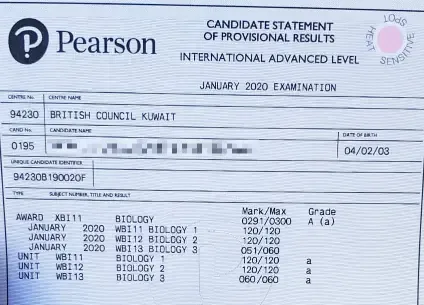 Pearson
CANDIDATE STATEMENT
OF PROVISIONAL RESULTS
INTERNATIONAL ADVANCED LEVEL
HEAT SENSITIVE SPOT
JANUARY 2020 EXAMINATION
CENTRE No. CENTRE NAME
94230 BRITISH COUNCIL KUWAIT
CAND No. CANDIDATE NAME DATE OF BIRTH
0195 04/02/03
UNIQUE CANDIDATE IDENTIFIER
94230B190020F
TYPE SUBJECT NUMBER, TITLE AND RESULT
Mark/Max Grade
AWARD XBI11 BIOLOGY 0291/0300 A (a)
JANUARY 2020 WBI11 BIOLOGY 1 120/120
JANUARY 2020 WBI12 BIOLOGY 2 120/120
JANUARY 2020 WBI13 BIOLOGY 3 051/060
UNIT WBI11 BIOLOGY 1 120/120 a
UNIT WBI12 BIOLOGY 2 120/120 a
UNIT WBI13 BIOLOGY 3 060/060 a